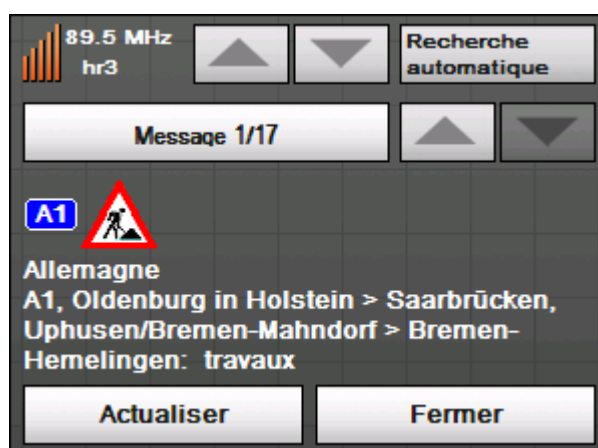 89.5 MHz
hr3
Recherche
automatique
Message 1/17
A1
Allemagne
A1, Oldenburg in Holstein > Saarbrücken,
Uphusen/Bremen-Mahndorf > Bremen-
Hemelingen: travaux
Actualiser
Fermer